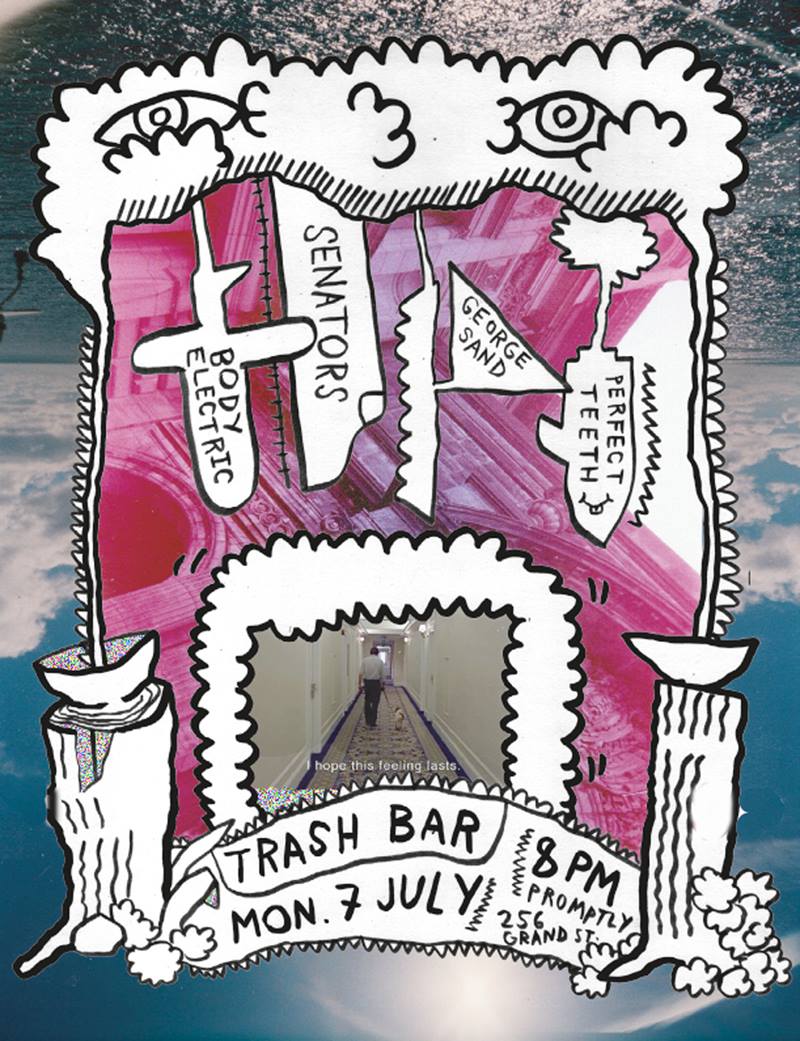 BODY
ELECTRIC
SENATORS
GEORGE
SAND
PERFECT
TEETH
I hope this feeling lasts.
TRASH BAR
MON. 7 JULY
8 PM
PROMPTLY
256
GRAND ST.